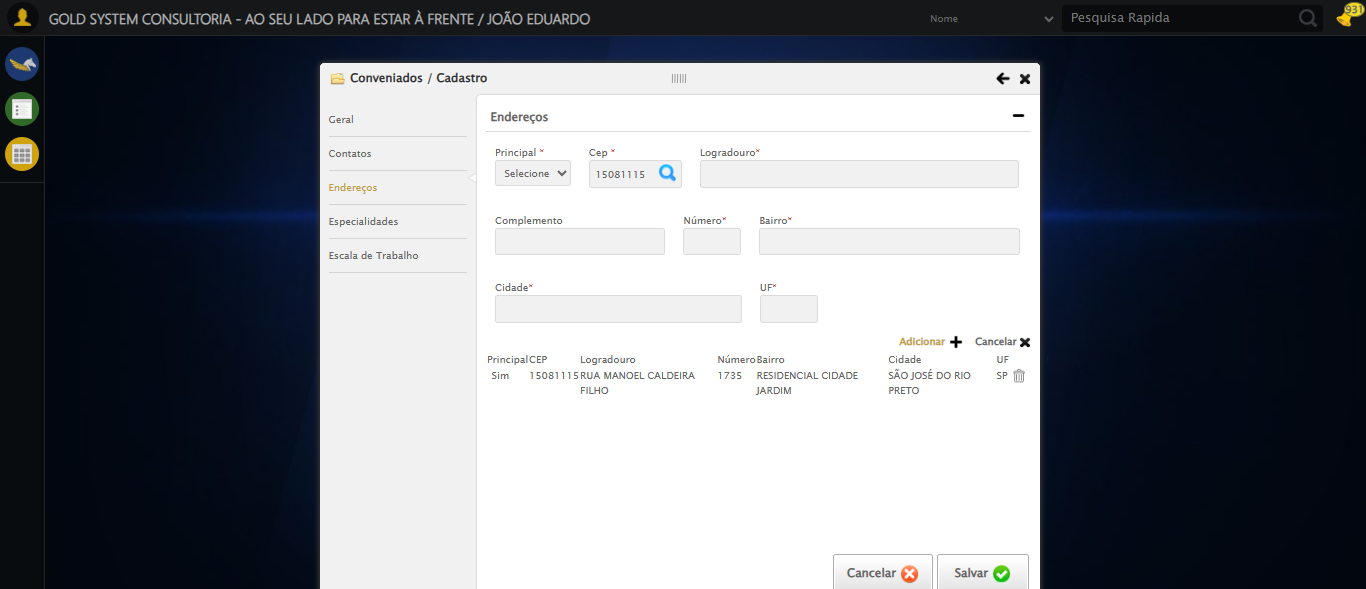 GOLD SYSTEM CONSULTORIA - AO SEU LADO PARA ESTAR À FRENTE / JOÃO EDUARDO
Nome
Pesquisa Rapida
931
Conveniados / Cadastro
Geral
Contatos
Endereços
Especialidades
Escala de Trabalho
Endereços
Principal * Cep * Logradouro*
Selecione 15081115
Complemento Número* Bairro*
Cidade* UF*
Adicionar Cancelar
Principal CEP Logradouro Número Bairro Cidade UF
Sim 15081115 RUA MANOEL CALDEIRA 1735 RESIDENCIAL CIDADE SÃO JOSÉ DO RIO SP
FILHO JARDIM PRETO
Cancelar Salvar